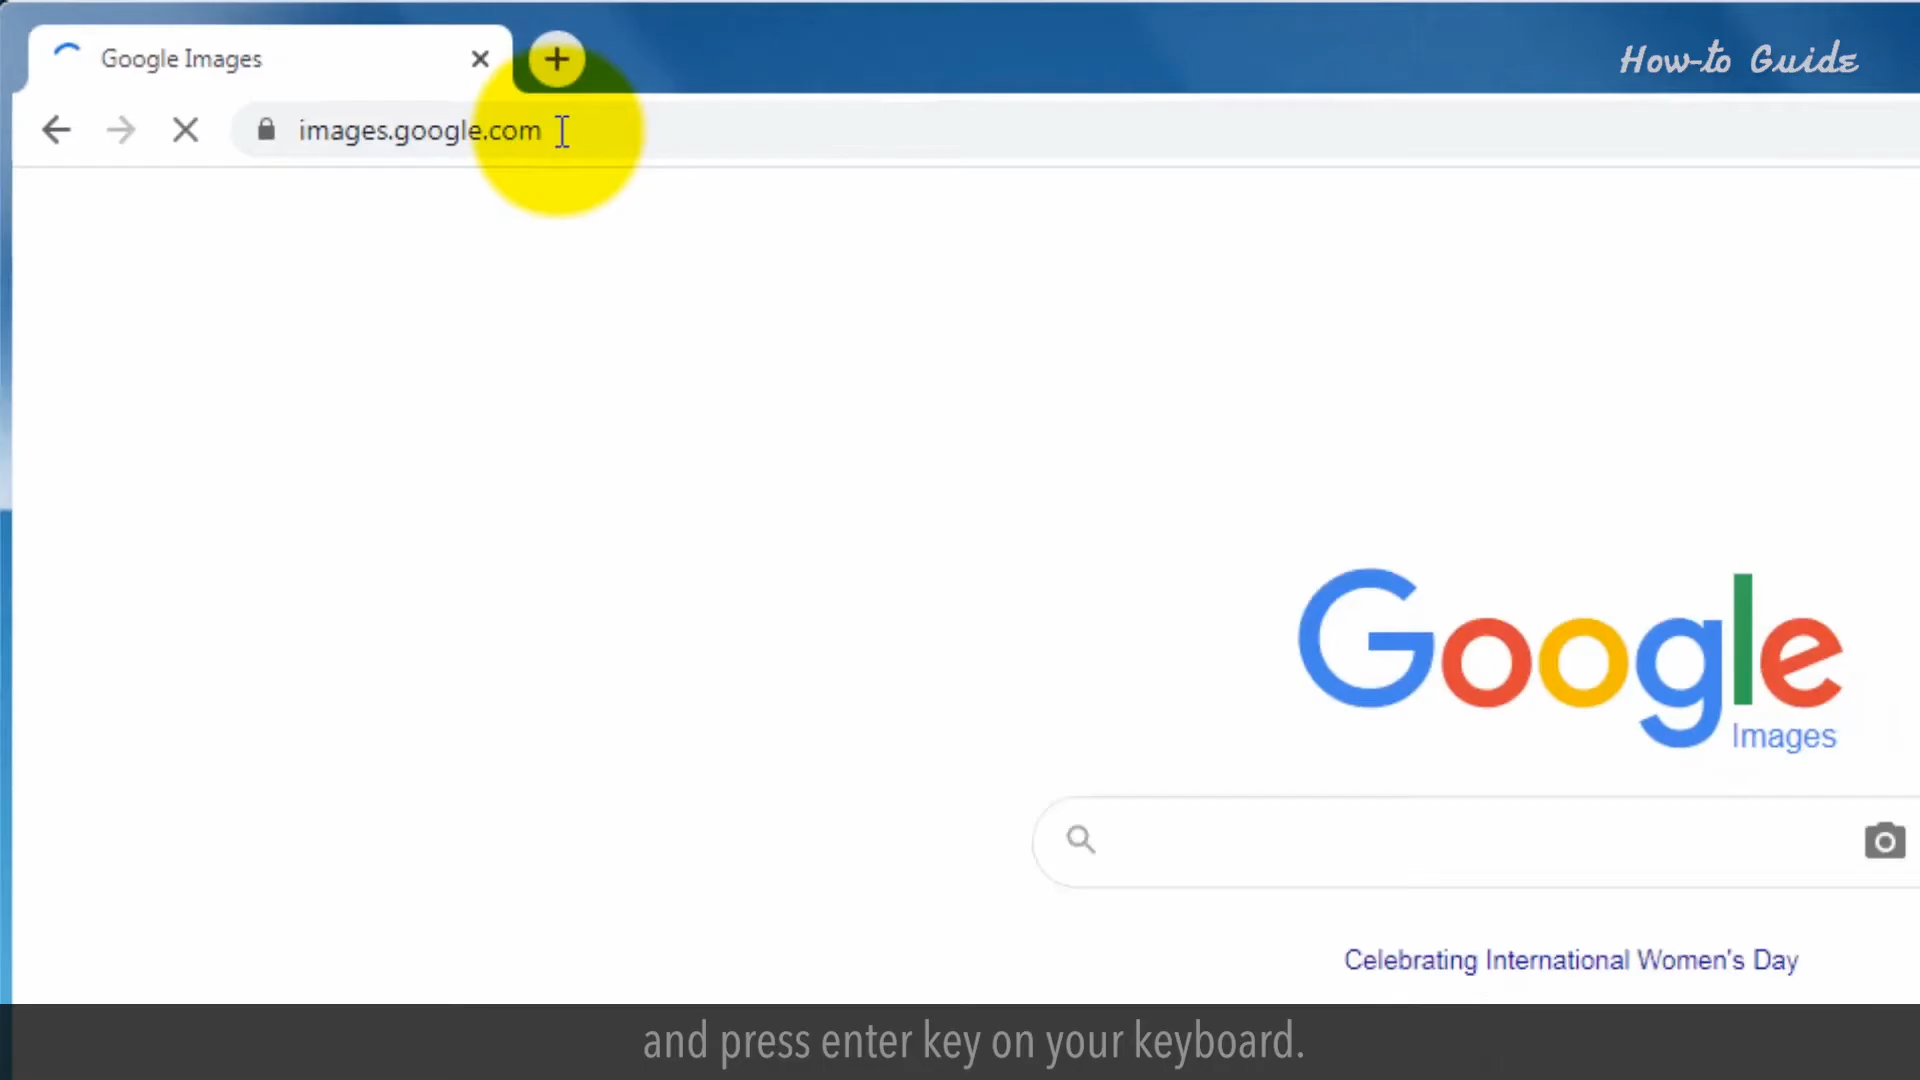 Google Images
How-to Guide
images.google.com
Google
Images
Celebrating International Women's Day
and press enter key on your keyboard.